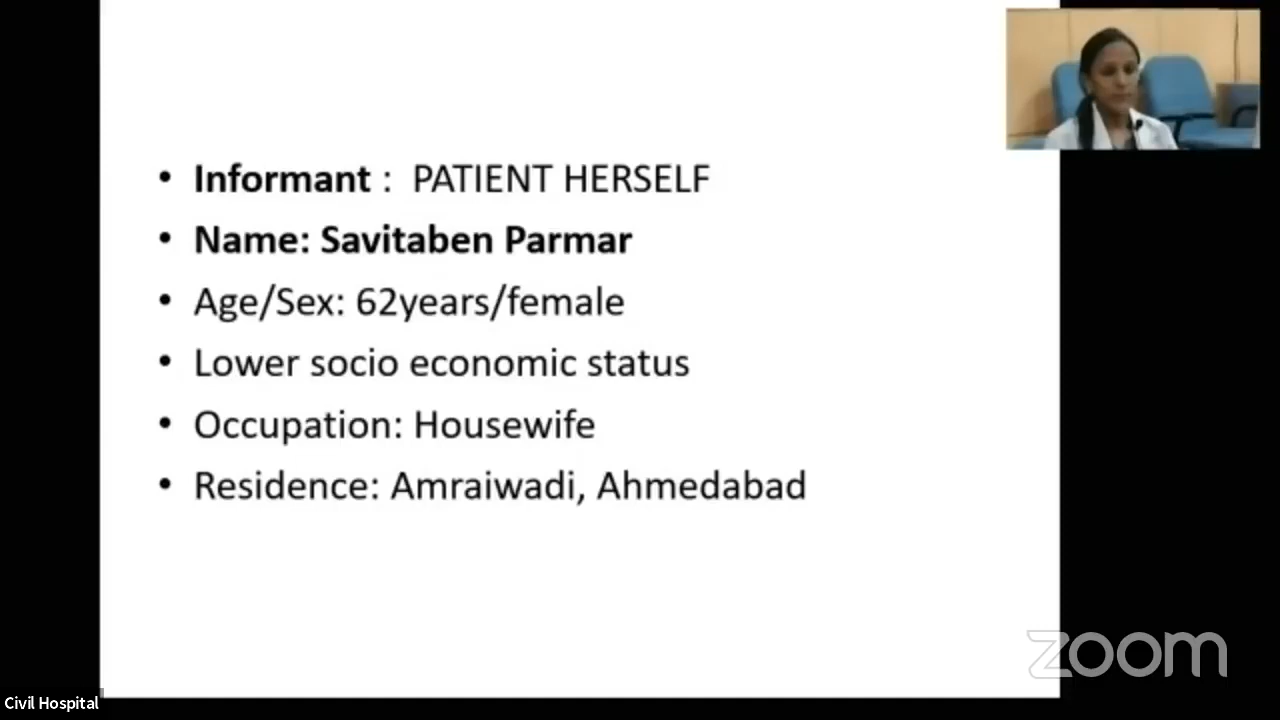 • Informant : PATIENT HERSELF
• Name: Savitaben Parmar
• Age/Sex: 62years/female
• Lower socio economic status
• Occupation: Housewife
• Residence: Amraiwadi, Ahmedabad
zoom
Civil Hospital